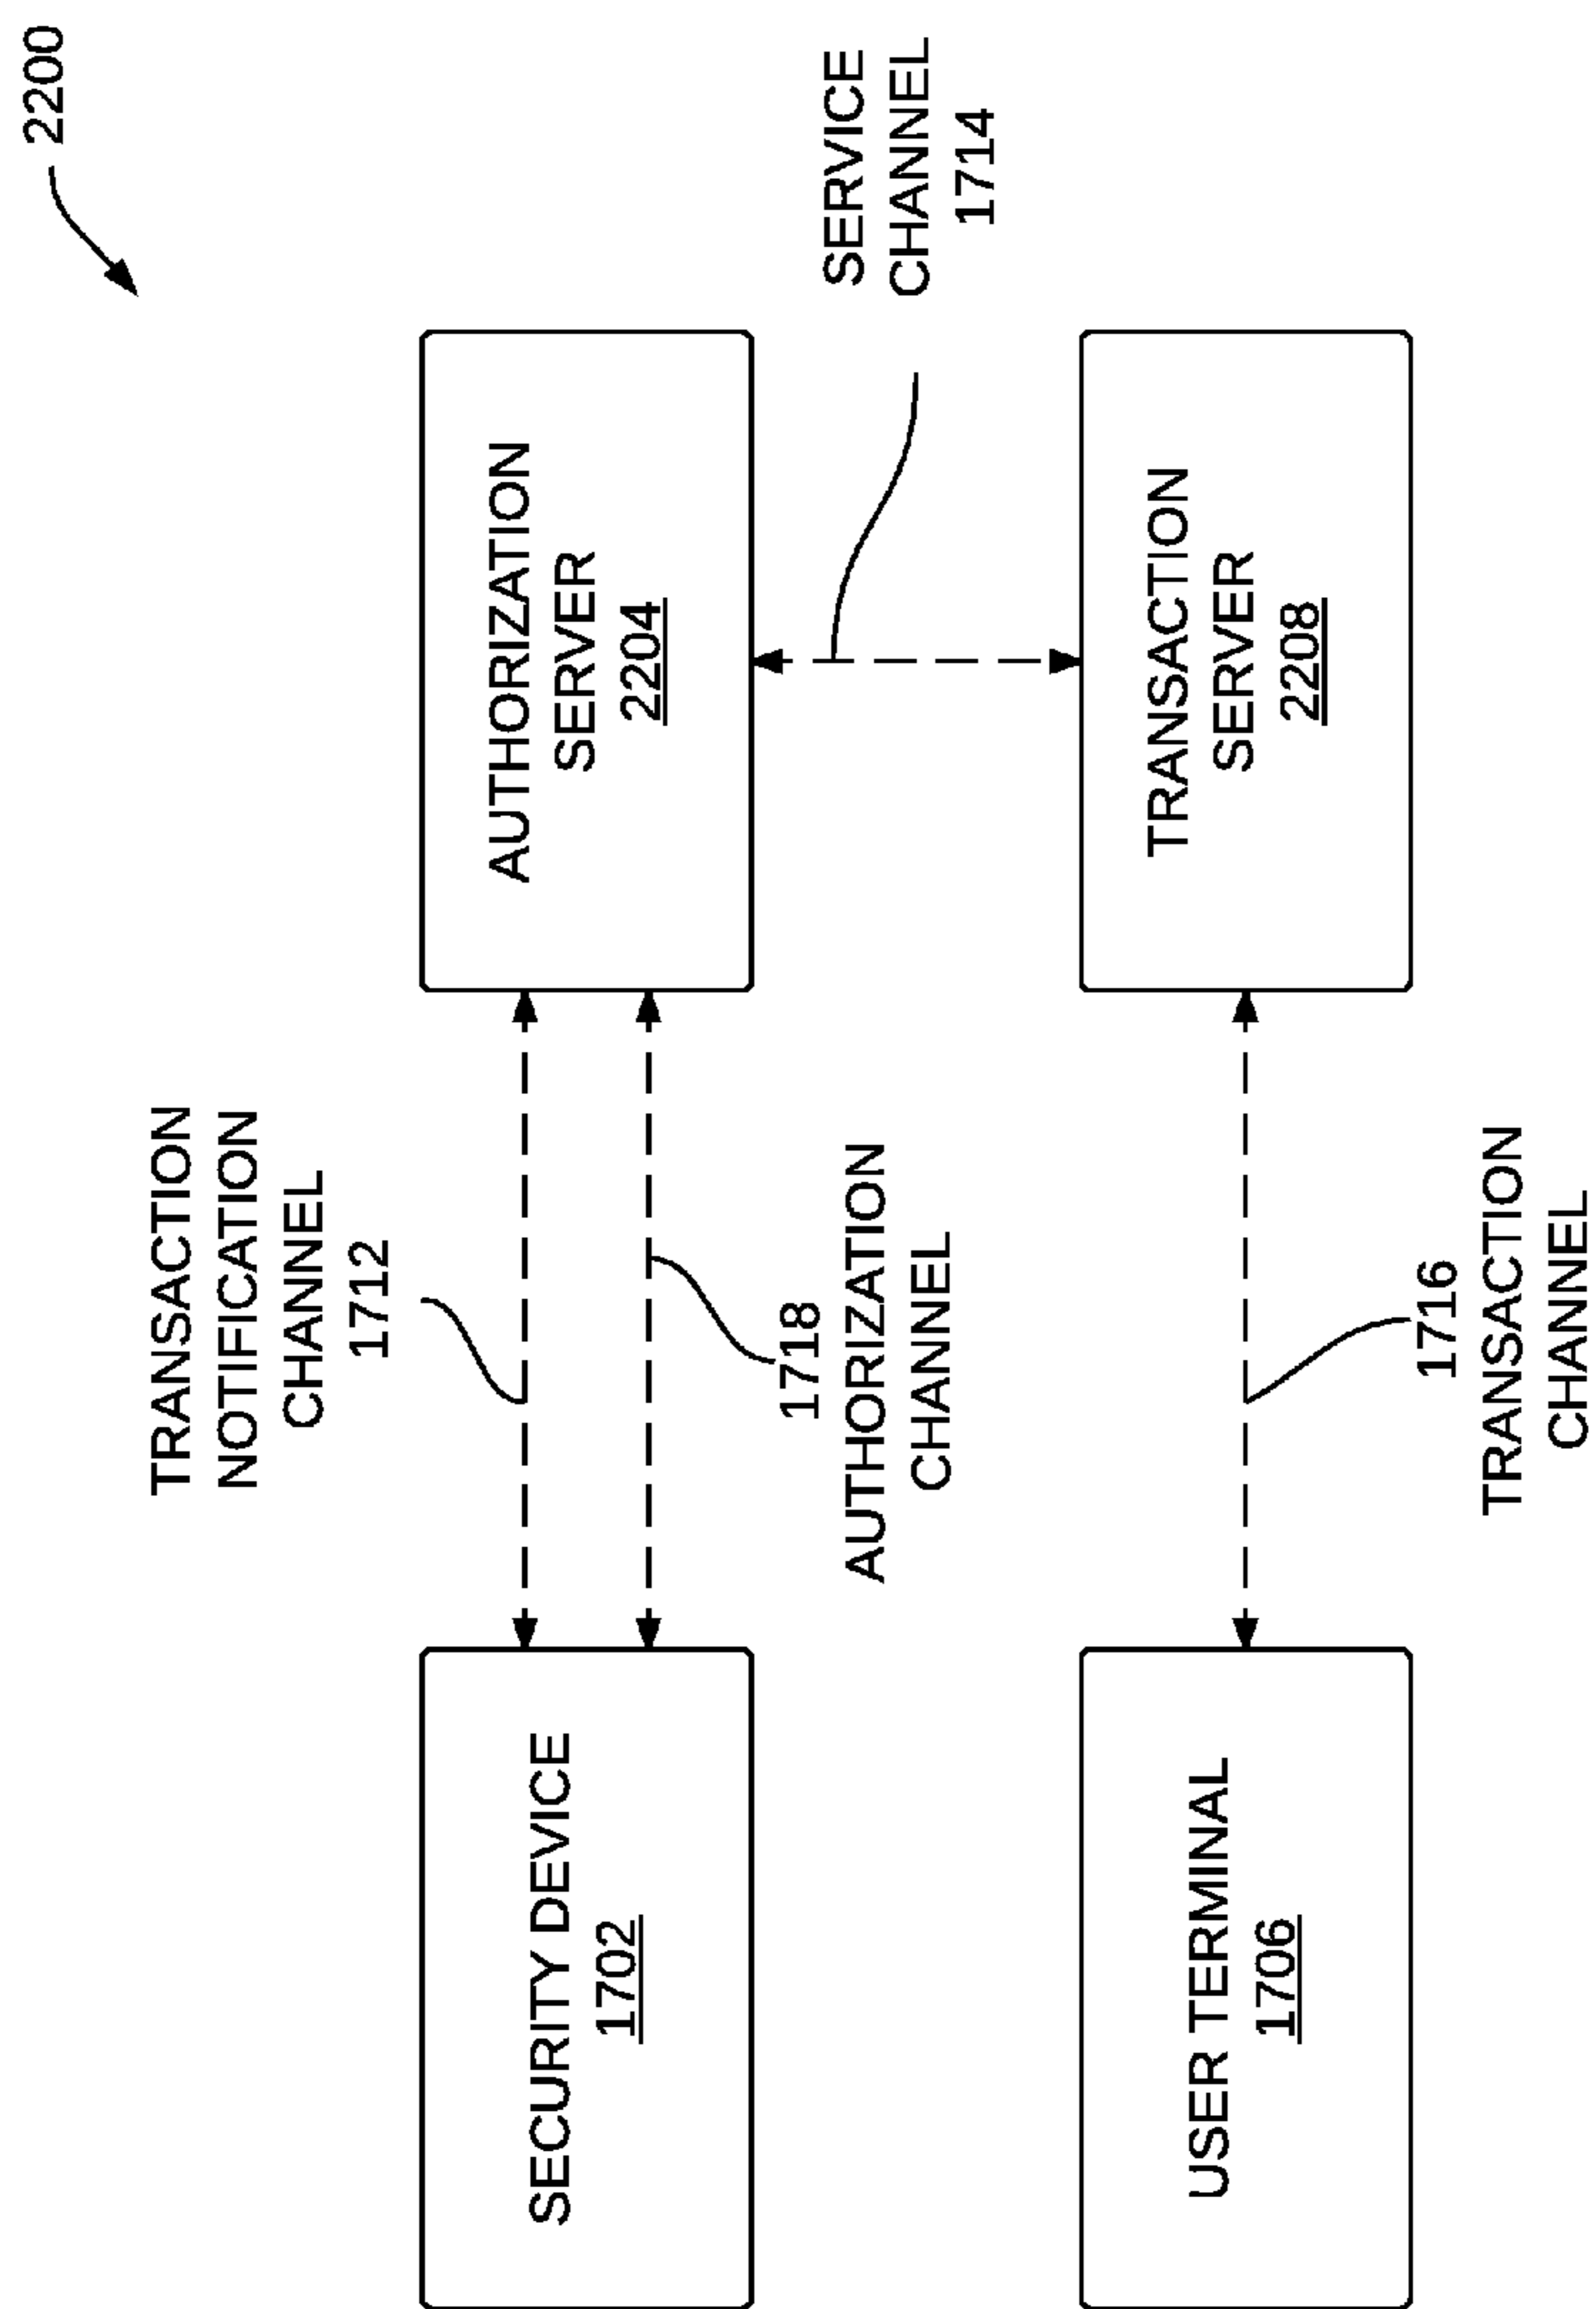 2200
TRANSACTION
NOTIFICATION
CHANNEL
1712
SECURITY DEVICE
1702
AUTHORIZATION
SERVER
2204
1718
AUTHORIZATION
CHANNEL
SERVICE
CHANNEL
1714
USER TERMINAL
1706
TRANSACTION
SERVER
2208
1716
TRANSACTION
CHANNEL